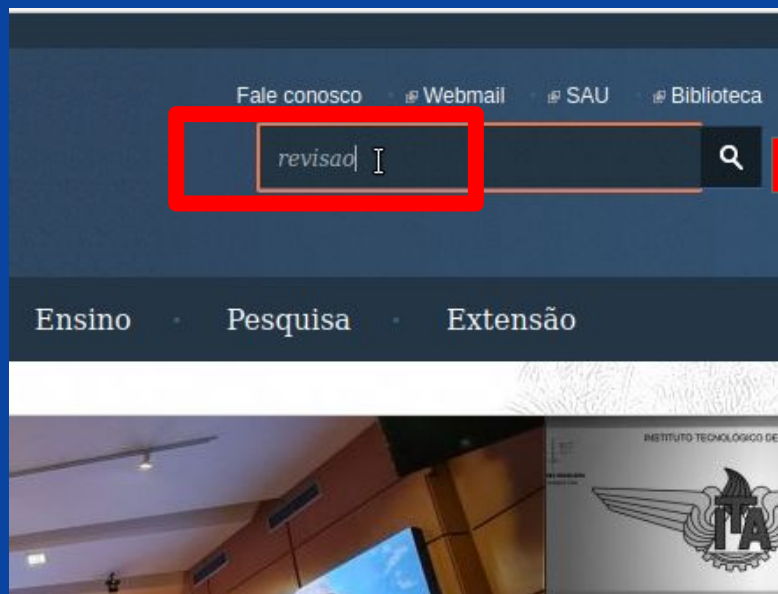 Fale conosco Webmail SAU Biblioteca
revisao
Ensino Pesquisa Extensão
INSTITUTO TECNOLÓGICO DE
ITA